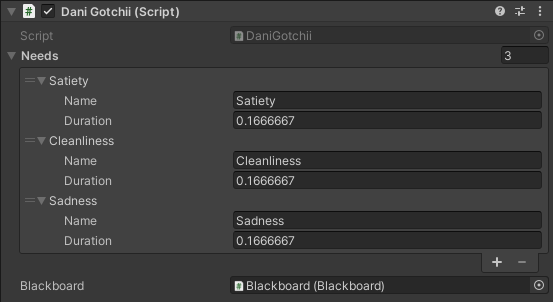 Dani Gotchii (Script)
Script DaniGotchii
Needs 3
Satiety
Name Satiety
Duration 0.1666667
Cleanliness
Name Cleanliness
Duration 0.1666667
Sadness
Name Sadness
Duration 0.1666667
Blackboard Blackboard (Blackboard)